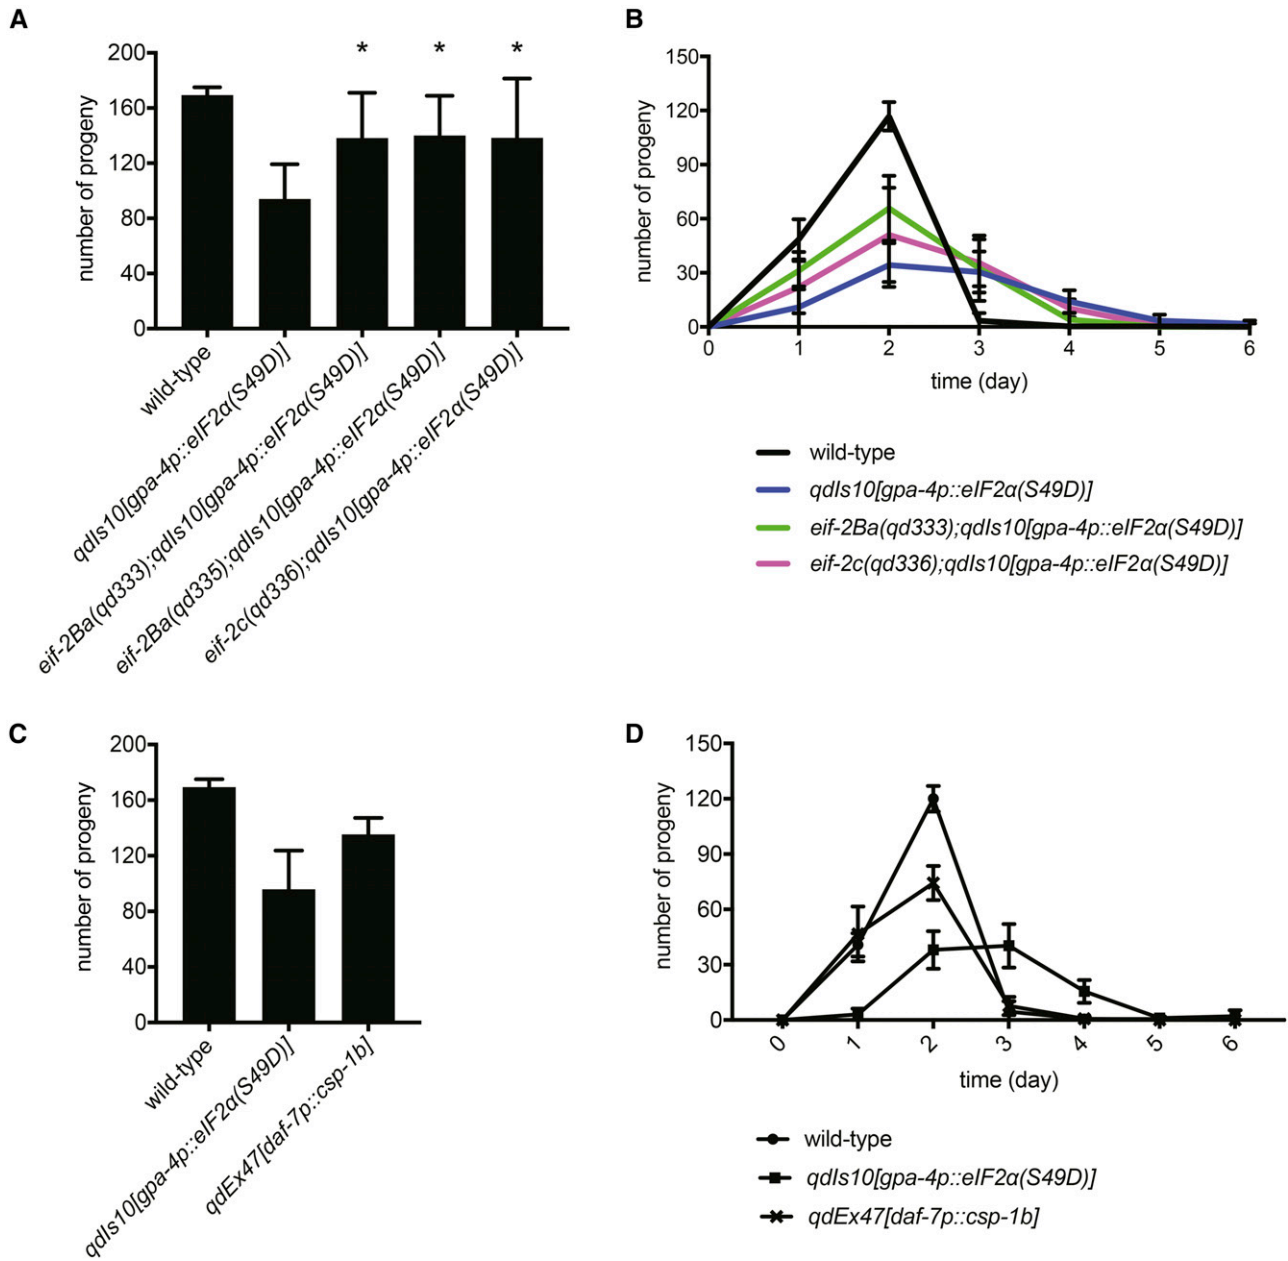 A
number of progeny
200
160
120
80
40
0
* * *
wild-type
qdIs10[gpa-4p::eIF2α(S49D)]
eif-2Ba(qd333);qdIs10[gpa-4p::eIF2α(S49D)]
eif-2Ba(qd335);qdIs10[gpa-4p::eIF2α(S49D)]
eif-2c(qd336);qdIs10[gpa-4p::eIF2α(S49D)]
B
number of progeny
150
120
90
60
30
0
0 1 2 3 4 5 6
time (day)
wild-type
qdIs10[gpa-4p::eIF2α(S49D)]
eif-2Ba(qd333);qdIs10[gpa-4p::eIF2α(S49D)]
eif-2c(qd336);qdIs10[gpa-4p::eIF2α(S49D)]
C
number of progeny
200
160
120
80
40
0
wild-type
qdIs10[gpa-4p::eIF2α(S49D)]
qdEx47[daf-7p::csp-1b]
D
number of progeny
150
120
90
60
30
0
0 1 2 3 4 5 6
time (day)
wild-type
qdIs10[gpa-4p::eIF2α(S49D)]
qdEx47[daf-7p::csp-1b]